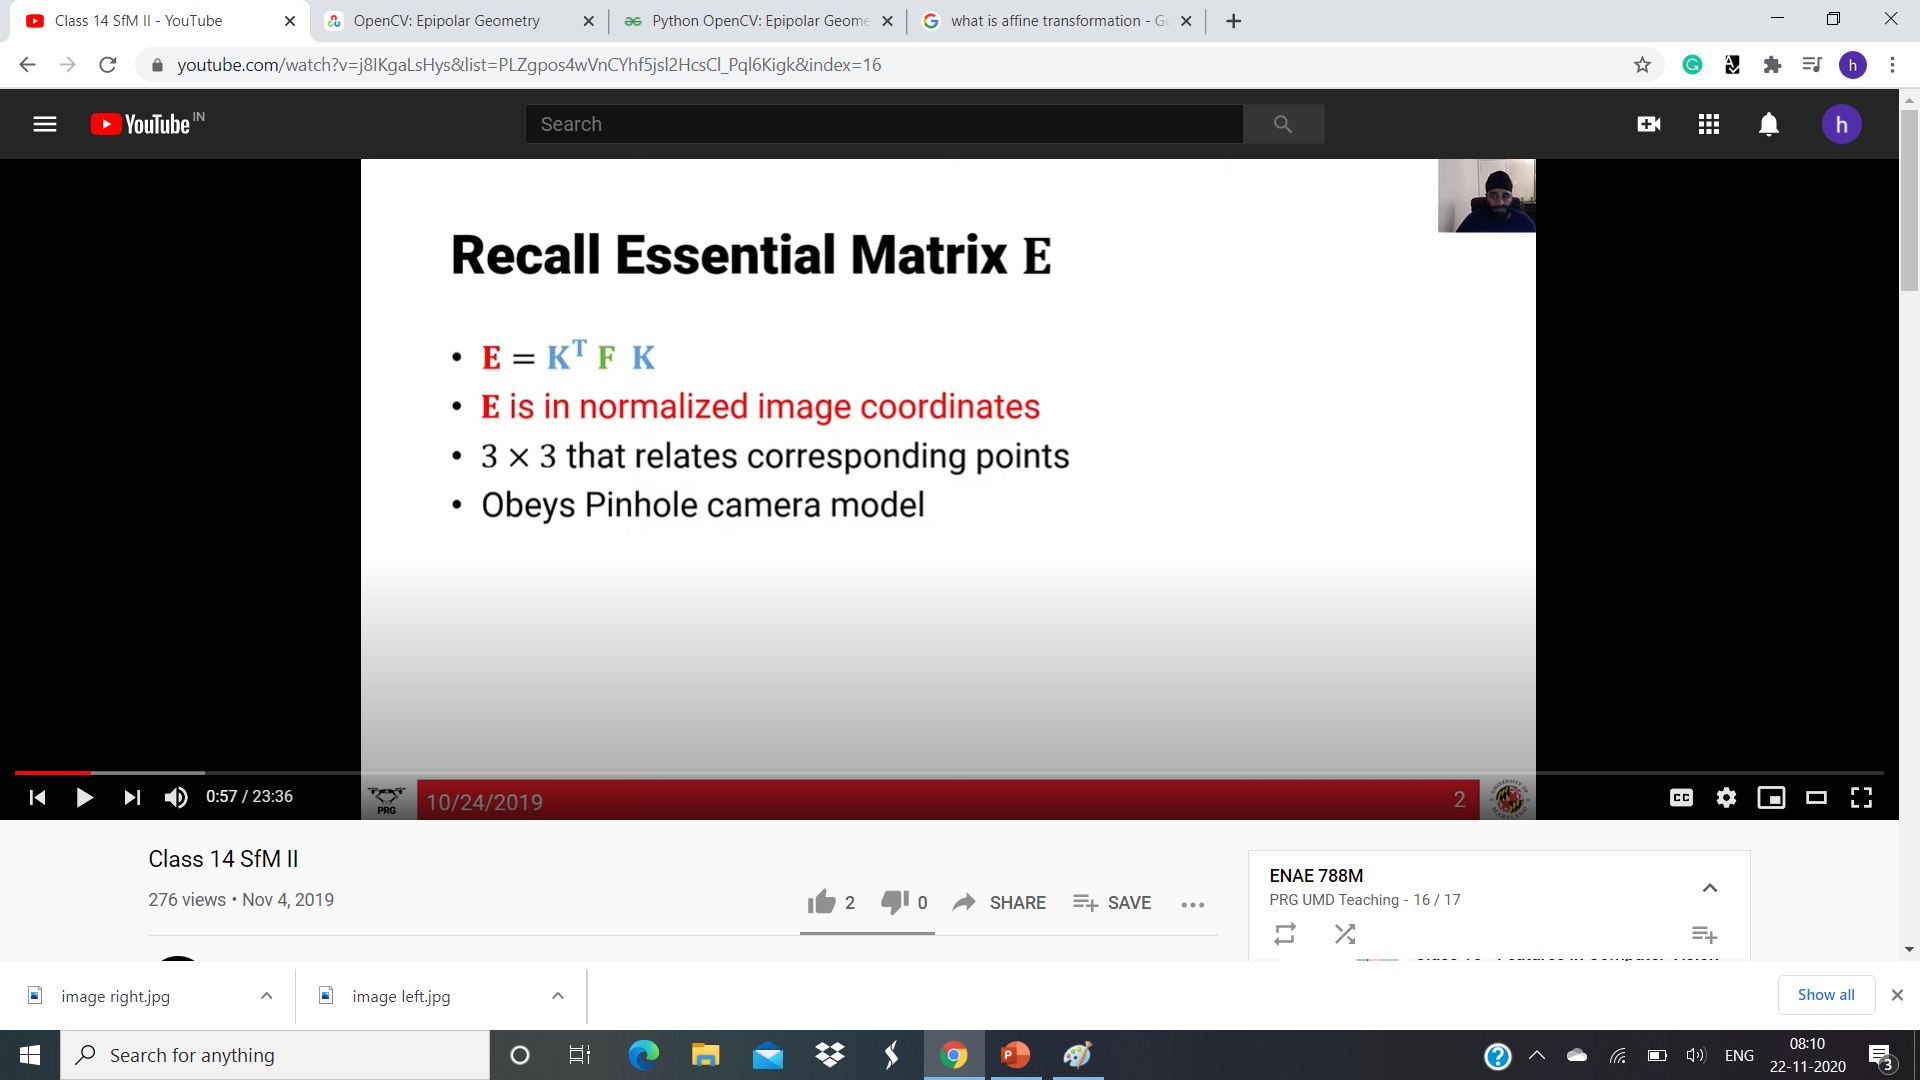 Class 14 SfM II - YouTube
OpenCV: Epipolar Geometry
Python OpenCV: Epipolar Geome
what is affine transformation - Go
youtube.com/watch?v=j8IKgaLsHys&list=PLZgpos4wVnCYhf5jsl2HcsCl_Pql6Kigk&index=16
h
YouTube IN
Search
h
Recall Essential Matrix E
• E = Kᵀ F K
• E is in normalized image coordinates
• 3 × 3 that relates corresponding points
• Obeys Pinhole camera model
0:57 / 23:36
PRG
10/24/2019
2
CC
Class 14 SfM II
276 views • Nov 4, 2019
2
0
SHARE
SAVE
ENAE 788M
PRG UMD Teaching - 16 / 17
image right.jpg
image left.jpg
Show all
Search for anything
ENG
08:10
22-11-2020
3